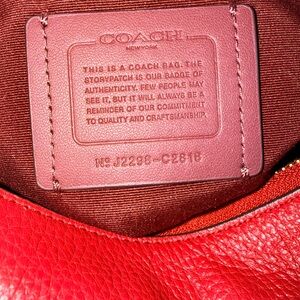 COACH
NEW YORK
THIS IS A COACH BAG. THE
STORYPATCH IS OUR BADGE OF
AUTHENTICITY. FEW PEOPLE MAY
SEE IT, BUT IT WILL ALWAYS BE A
REMINDER OF OUR COMMITMENT
TO QUALITY AND CRAFTSMANSHIP.
Nº J2298-C2818